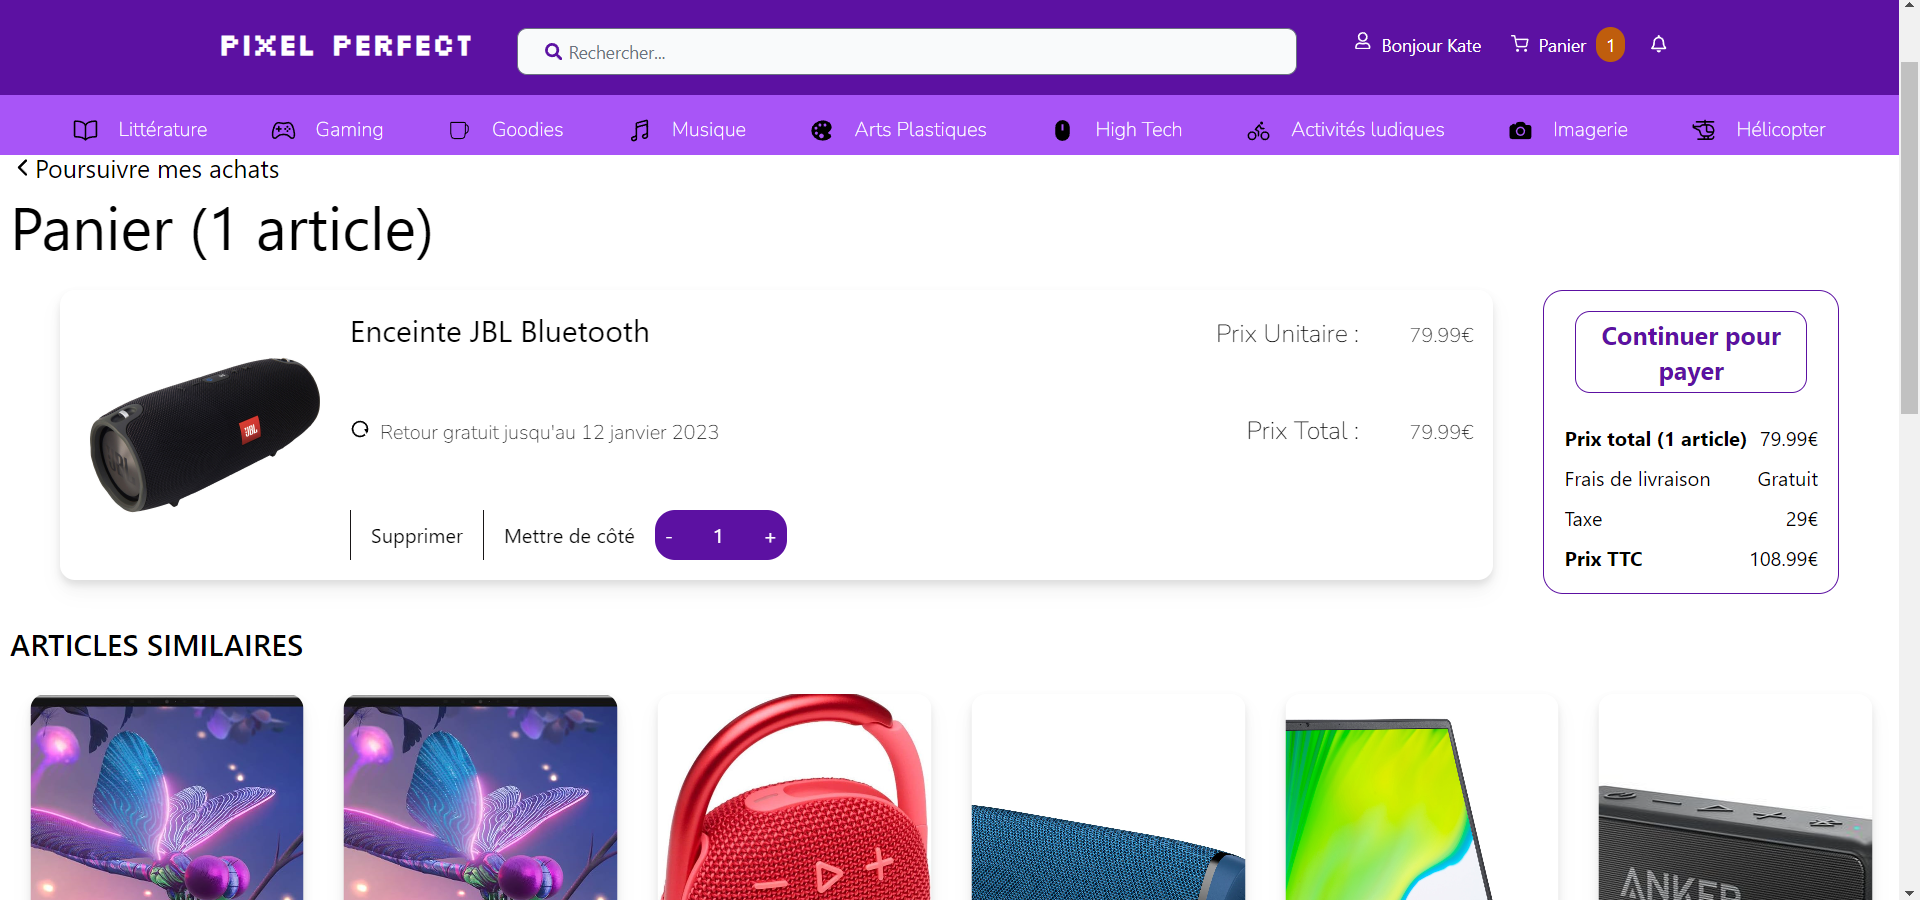 PIXEL PERFECT
Rechercher...
Bonjour Kate
Panier 1
Littérature
Gaming
Goodies
Musique
Arts Plastiques
High Tech
Activités ludiques
Imagerie
Hélicopter
Poursuivre mes achats
Panier (1 article)
JBL
Enceinte JBL Bluetooth
Prix Unitaire : 79.99€
Retour gratuit jusqu'au 12 janvier 2023
Prix Total : 79.99€
Supprimer
Mettre de côté
- 1 +
Continuer pour
payer
Prix total (1 article) 79.99€
Frais de livraison Gratuit
Taxe 29€
Prix TTC 108.99€
ARTICLES SIMILAIRES
ANKER